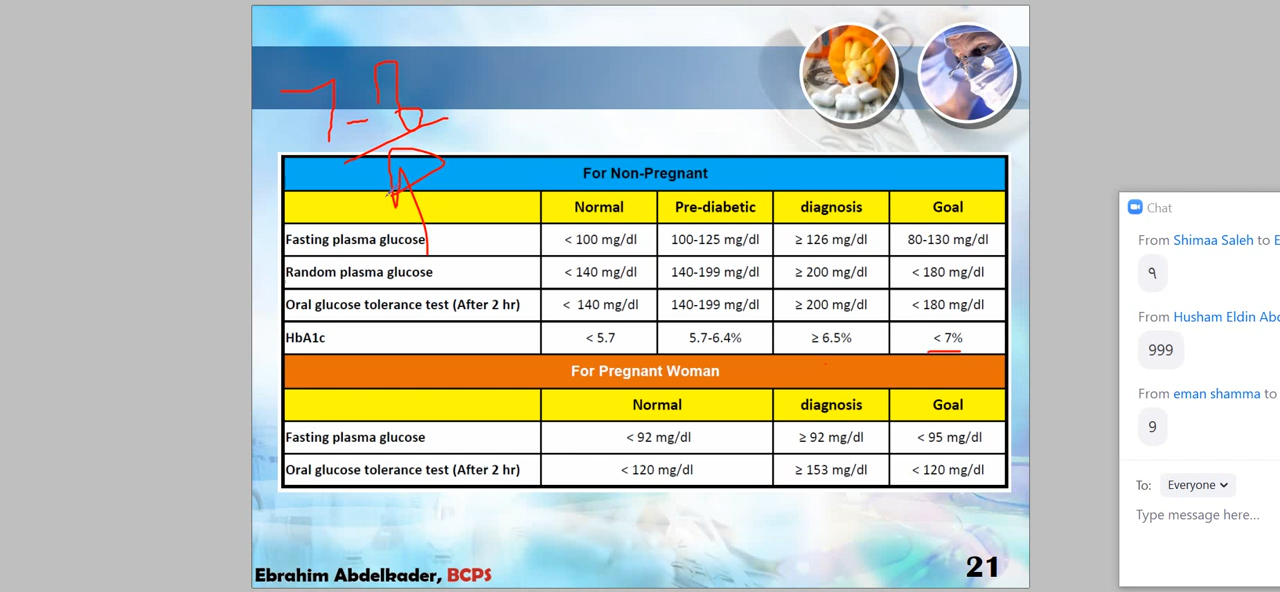 For Non-Pregnant
Normal Pre-diabetic diagnosis Goal
Fasting plasma glucose < 100 mg/dl 100-125 mg/dl ≥ 126 mg/dl 80-130 mg/dl
Random plasma glucose < 140 mg/dl 140-199 mg/dl ≥ 200 mg/dl < 180 mg/dl
Oral glucose tolerance test (After 2 hr) < 140 mg/dl 140-199 mg/dl ≥ 200 mg/dl < 180 mg/dl
HbA1c < 5.7 5.7-6.4% ≥ 6.5% < 7%
For Pregnant Woman
Normal diagnosis Goal
Fasting plasma glucose < 92 mg/dl ≥ 92 mg/dl < 95 mg/dl
Oral glucose tolerance test (After 2 hr) < 120 mg/dl ≥ 153 mg/dl < 120 mg/dl
Ebrahim Abdelkader, BCPS
21
Chat
From Shimaa Saleh to E
٩
From Husham Eldin Abd
999
From eman shamma to
9
To: Everyone
Type message here...